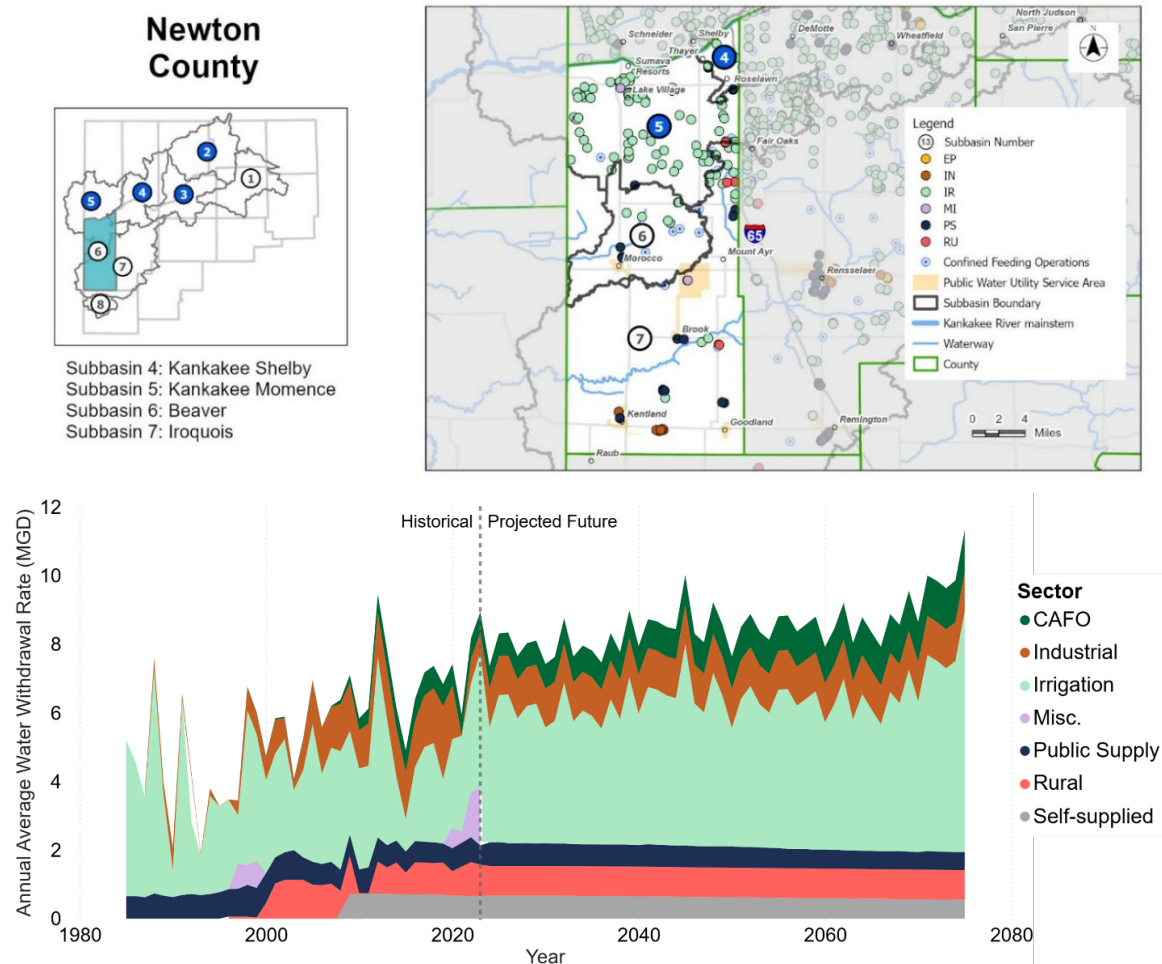 Newton
County
2
1
5
4
3
6
7
8
Subbasin 4: Kankakee Shelby
Subbasin 5: Kankakee Momence
Subbasin 6: Beaver
Subbasin 7: Iroquois
North Judson
San Pierre
N
Schneider
Shelby
DeMotte
Wheatfield
Thayer
4
Sumava
Resorts
Roselawn
Lake Village
5
Fair Oaks
6
65
Morocco
Mount Ayr
Rensselaer
7
Brook
Kentland
Goodland
Remington
Raub
Legend
13 Subbasin Number
EP
IN
IR
MI
PS
RU
Confined Feeding Operations
Public Water Utility Service Area
Subbasin Boundary
Kankakee River mainstem
Waterway
County
0 2 4
Miles
Annual Average Water Withdrawal Rate (MGD)
12
10
8
6
4
2
0
Historical
Projected Future
1980
2000
2020
2040
2060
2080
Year
Sector
CAFO
Industrial
Irrigation
Misc.
Public Supply
Rural
Self-supplied